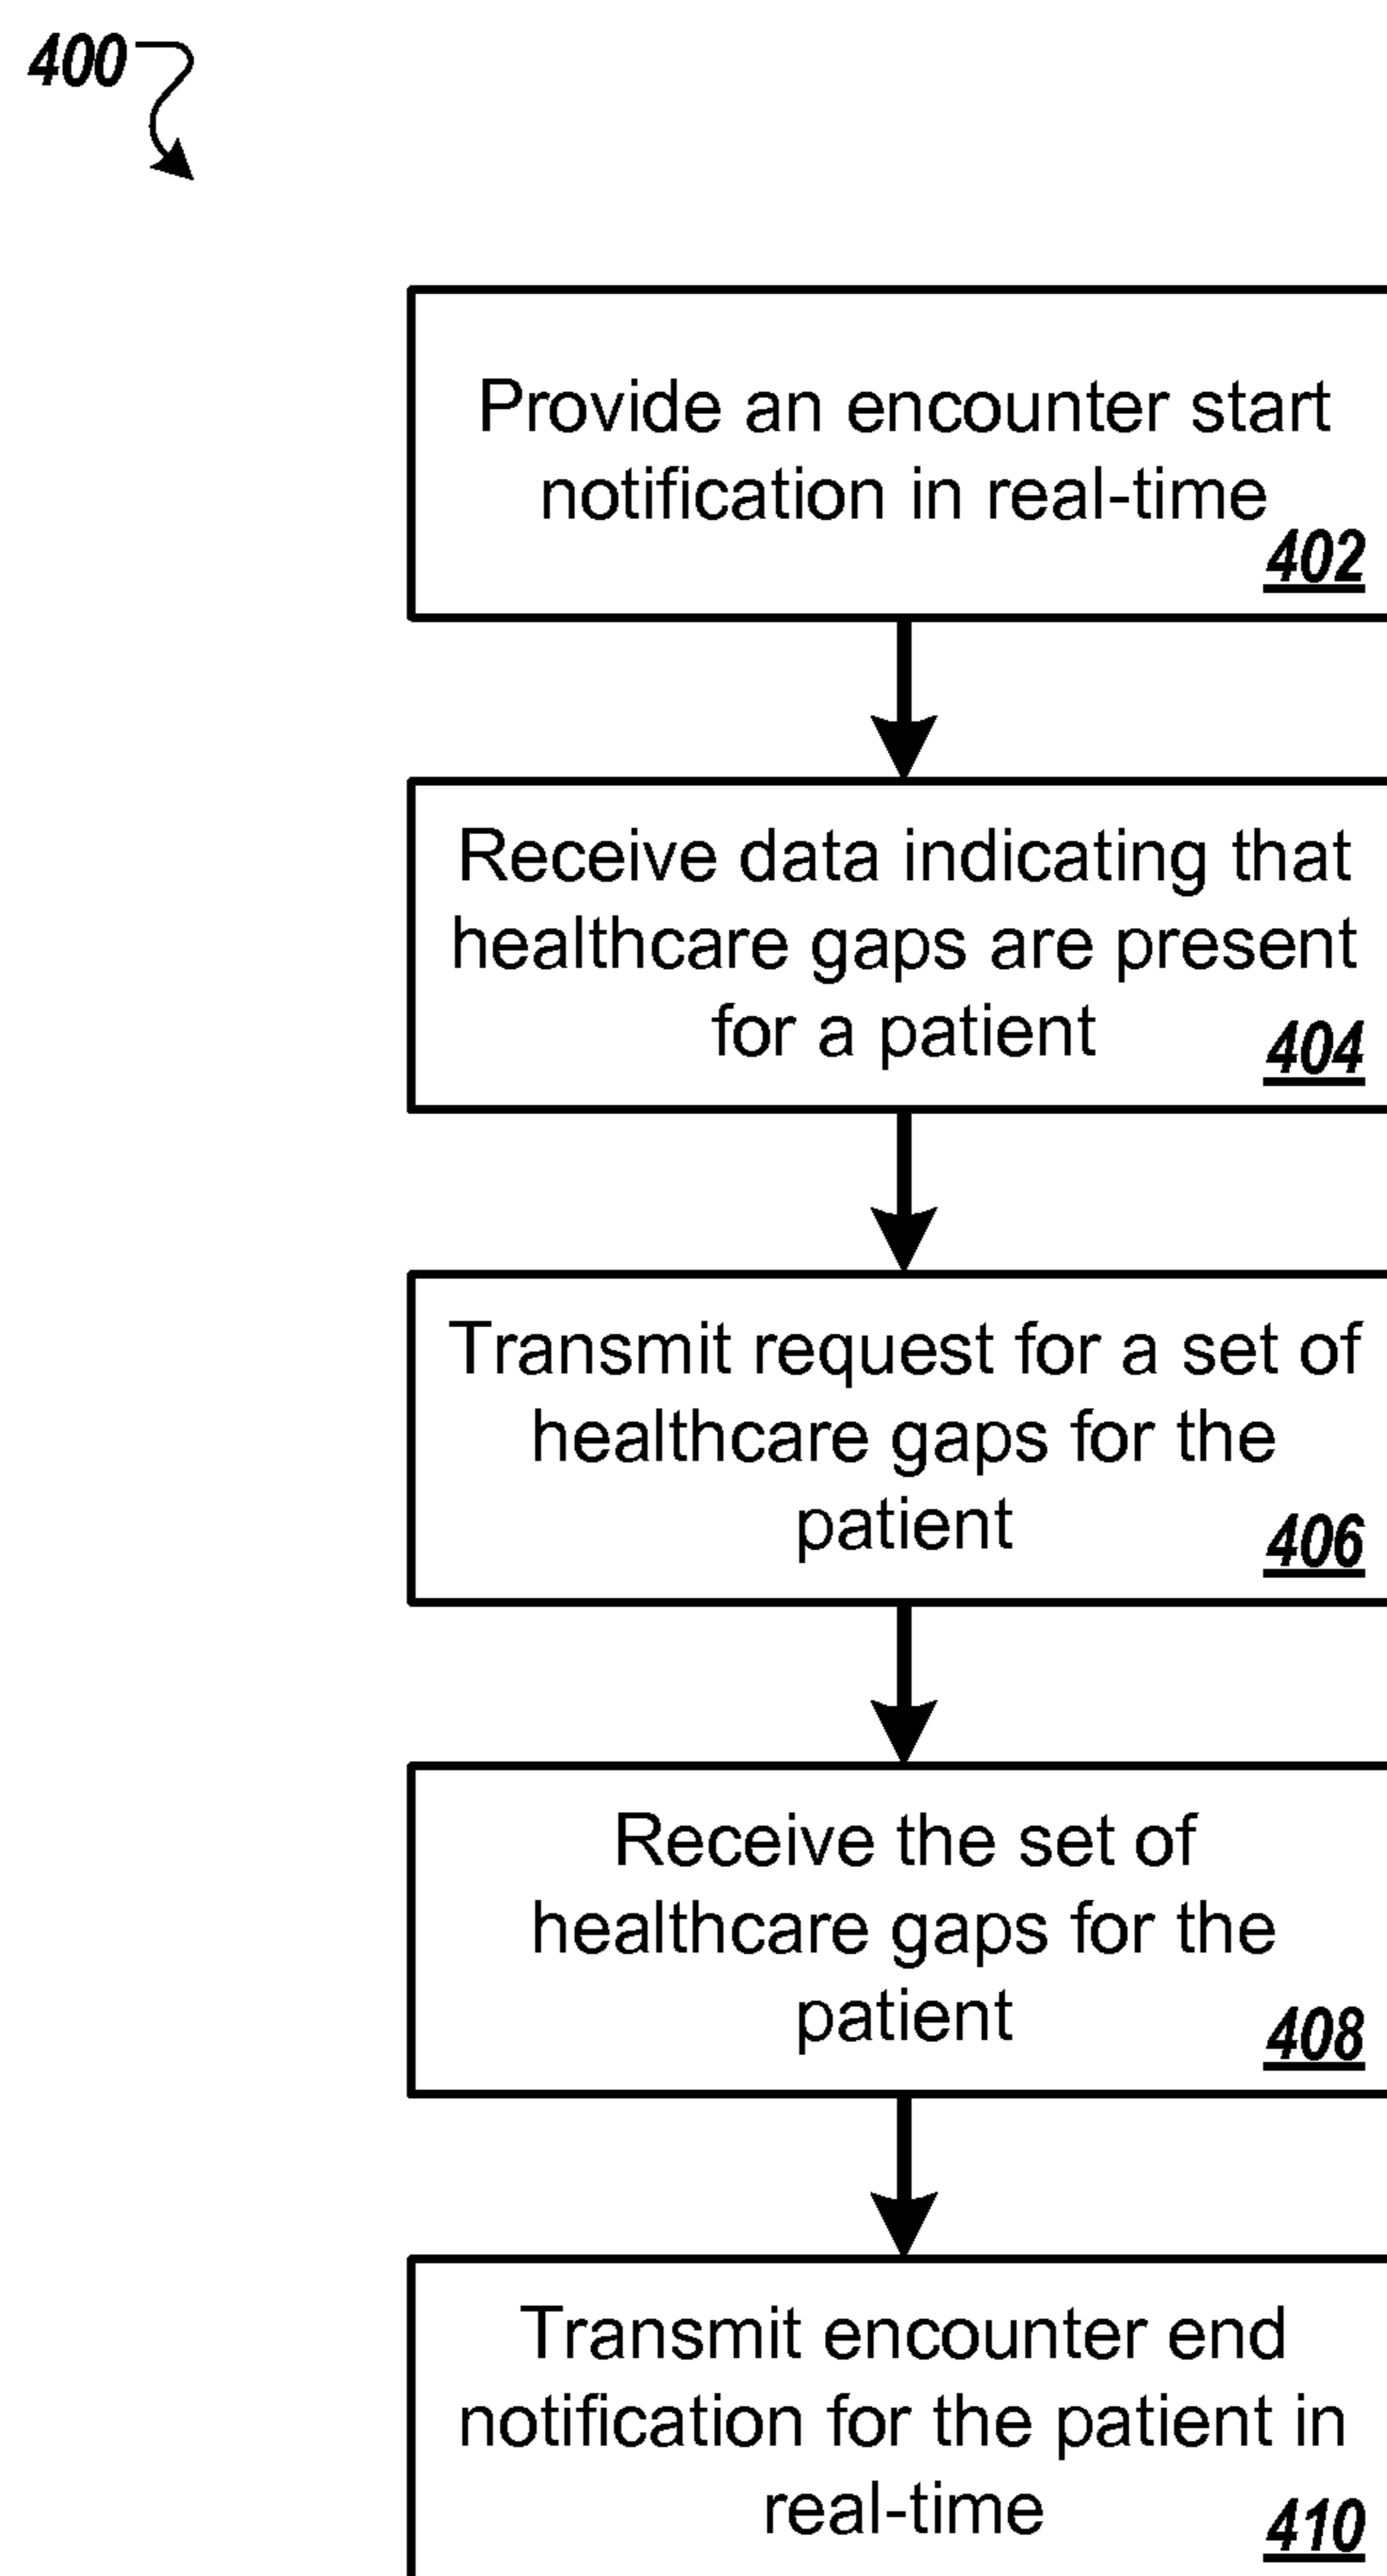 400
Provide an encounter start
notification in real-time
402
Receive data indicating that
healthcare gaps are present
for a patient
404
Transmit request for a set of
healthcare gaps for the
patient
406
Receive the set of
healthcare gaps for the
patient
408
Transmit encounter end
notification for the patient in
real-time
410